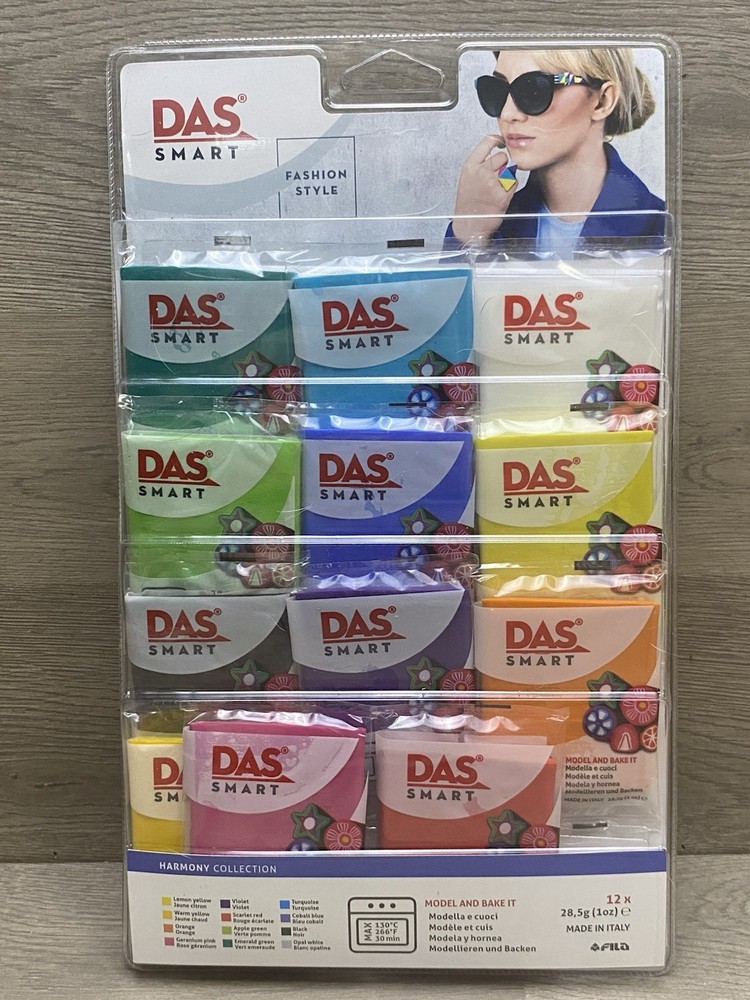 DAS®
SMART
FASHION
STYLE
DAS®
SMART
DAS®
SMART
DAS®
SMART
DAS®
SMART
DAS®
SMART
DAS®
SMART
DAS®
SMART
DAS®
SMART
DAS®
SMART
DA
SM
DAS®
SMART
DAS®
SMART
MODEL AND BAKE IT
Modella e cuoci
Modèle et cuis
Modela y hornea
Modellieren und Backen
MADE IN ITALY
HARMONY COLLECTION
Lemon yellow
Jaune citron
Warm yellow
Jaune chaud
Orange
Orange
Geranium pink
Rose géranium
Violet
Violet
Scarlet red
Rouge écarlate
Apple green
Verte pomme
Emerald green
Vert emeraude
Turquoise
Turquoise
Cobalt blue
Bleu cobalt
Black
Noir
Opal white
Blanc opaline
MAX
130°C
266°F
30 min
MODEL AND BAKE IT
Modella e cuoci
Modèle et cuis
Modela y hornea
Modellieren und Backen
12 x
28,5g (1oz) ℮
MADE IN ITALY
FILA